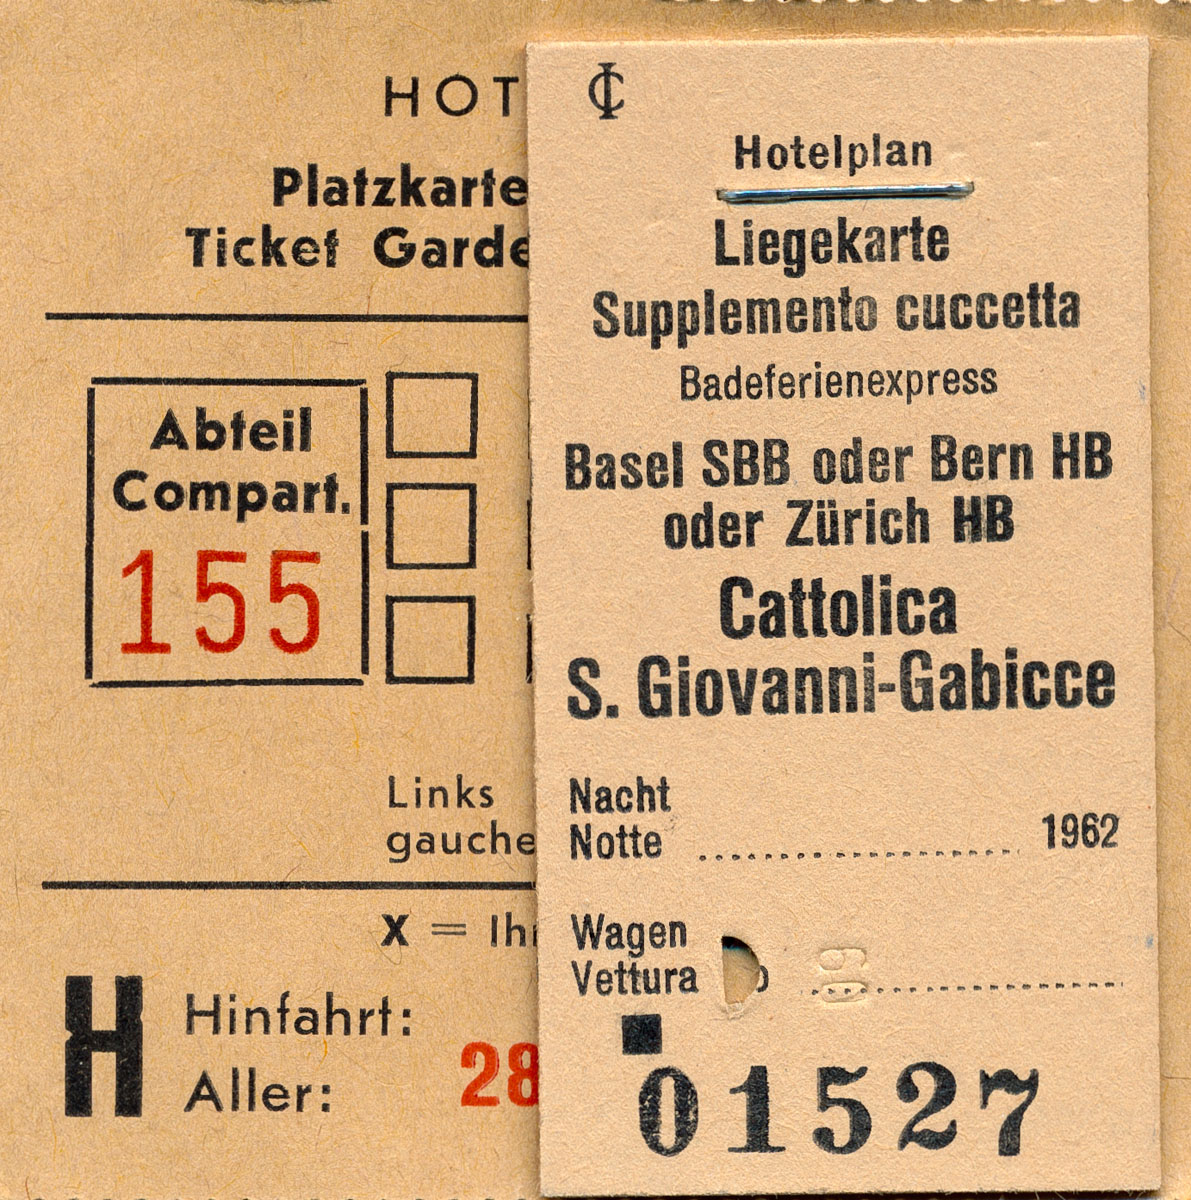 HOT
Platzkarte
Ticket Garde
Abteil
Compart.
155
Links
gauche
X = Ih
H
Hinfahrt:
Aller:
28
Hotelplan
Liegekarte
Supplemento cuccetta
Badeferienexpress
Basel SBB oder Bern HB
oder Zürich HB
Cattolica
S. Giovanni-Gabicce
Nacht
Notte 1962
Wagen
Vettura
01527